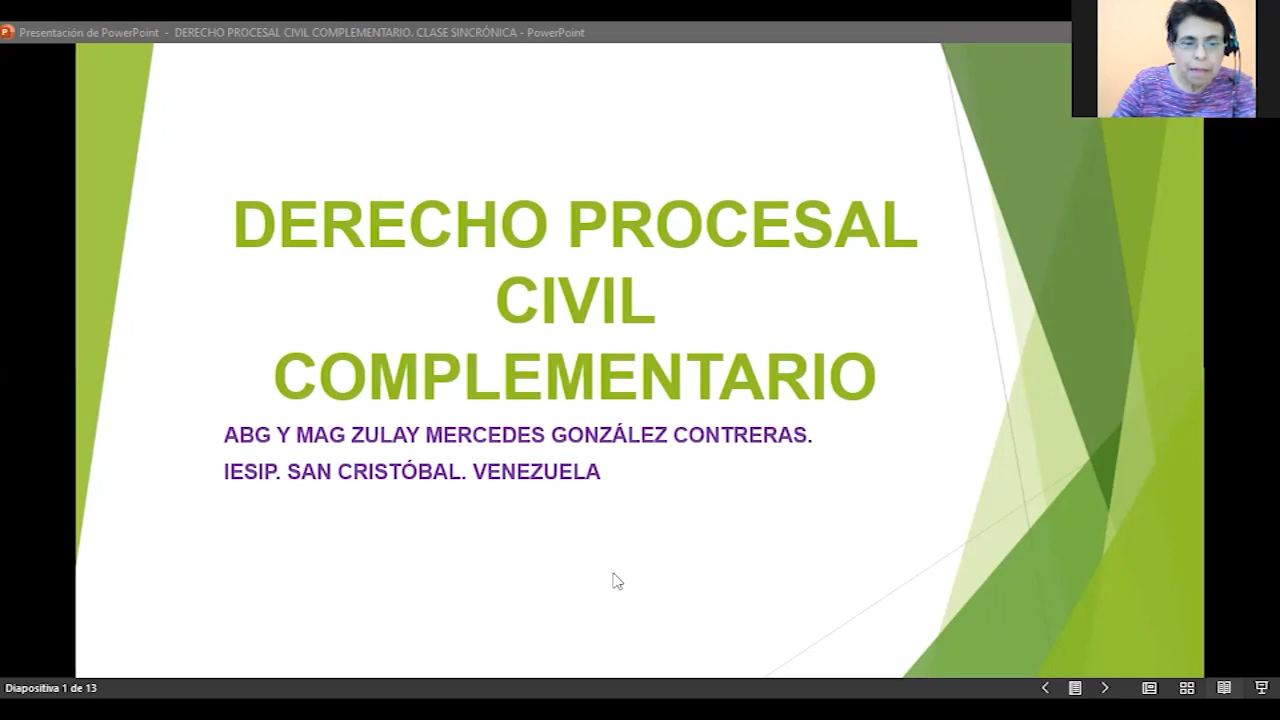 Presentación de PowerPoint - DERECHO PROCESAL CIVIL COMPLEMENTARIO. CLASE SINCRÓNICA - PowerPoint
DERECHO PROCESAL
CIVIL
COMPLEMENTARIO
ABG Y MAG ZULAY MERCEDES GONZÁLEZ CONTRERAS.
IESIP. SAN CRISTÓBAL. VENEZUELA
Diapositiva 1 de 13